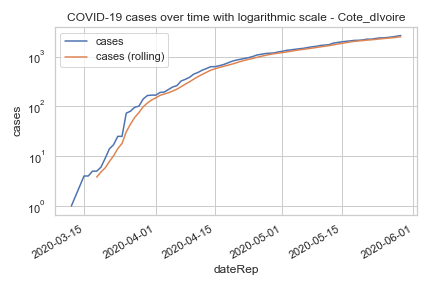 COVID-19 cases over time with logarithmic scale - Cote_dIvoire
cases
cases (rolling)
10³
10²
10¹
10⁰
cases
2020-03-15
2020-04-01
2020-04-15
2020-05-01
2020-05-15
2020-06-01
dateRep